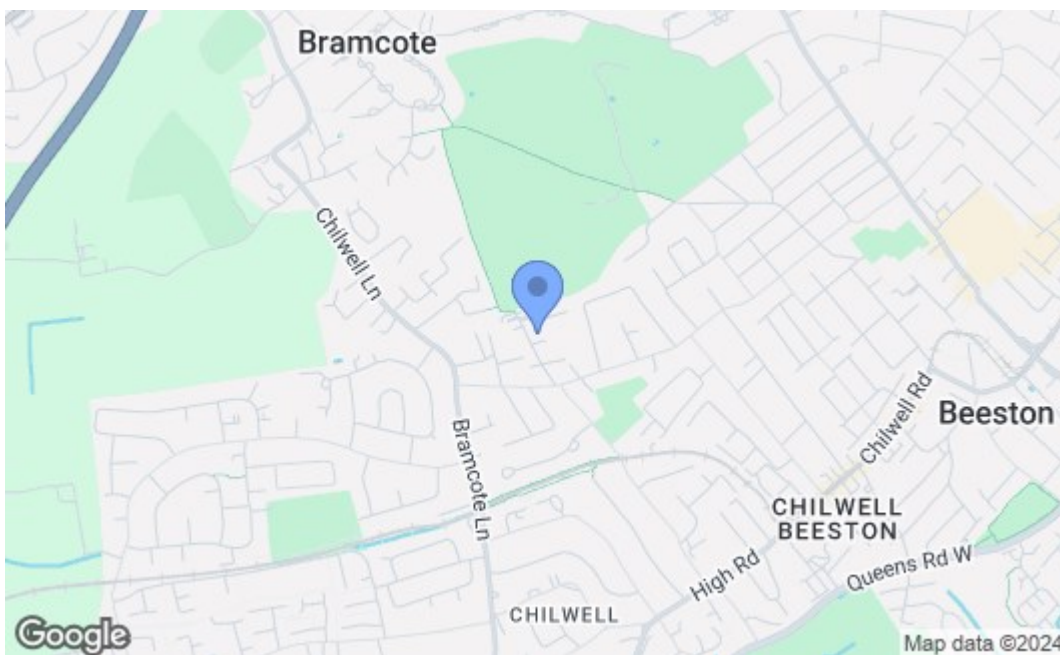 Bramcote
Chilwell Ln
Bramcote Ln
Chilwell Rd
Beeston
CHILWELL
BEESTON
High Rd
Queens Rd W
CHILWELL
Google
Map data ©2024